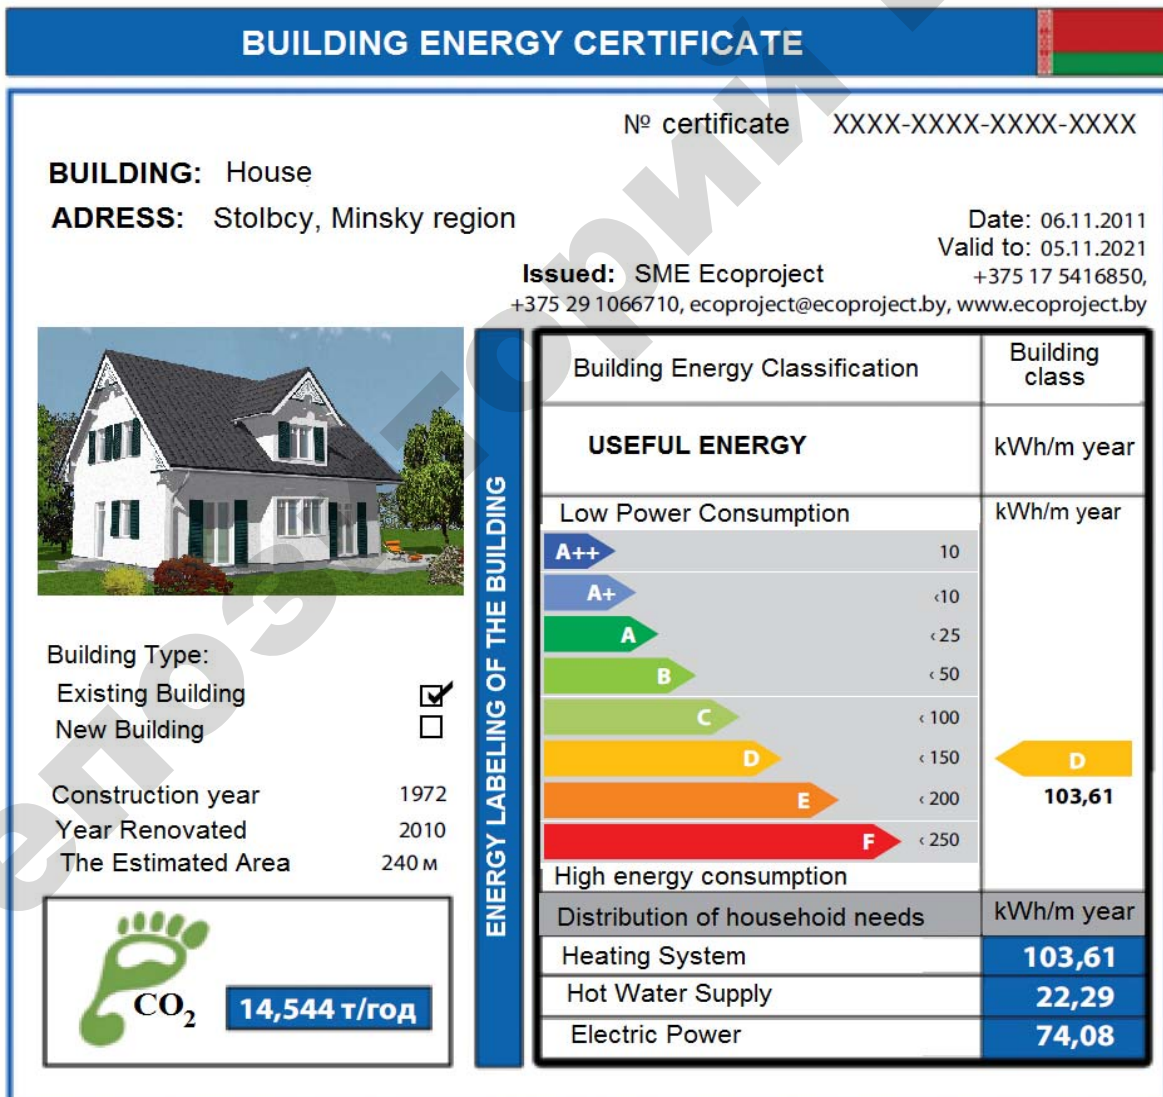 BUILDING ENERGY CERTIFICATE
№ certificate XXXX-XXXX-XXXX-XXXX
BUILDING: House
ADRESS: Stolbcy, Minsky region
Date: 06.11.2011
Valid to: 05.11.2021
Issued: SME Ecoproject +375 17 5416850,
+375 29 1066710, ecoproject@ecoproject.by, www.ecoproject.by
Building Type:
Existing Building
New Building
Construction year 1972
Year Renovated 2010
The Estimated Area 240 м
CO2 14,544 т/год
ENERGY LABELING OF THE BUILDING
Building Energy Classification Building class
USEFUL ENERGY kWh/m year
Low Power Consumption kWh/m year
A++ 10
A+ ‹10
A ‹ 25
B ‹ 50
C ‹ 100
D ‹ 150 D
103,61
E ‹ 200
F ‹ 250
High energy consumption
Distribution of househoid needs kWh/m year
Heating System 103,61
Hot Water Supply 22,29
Electric Power 74,08